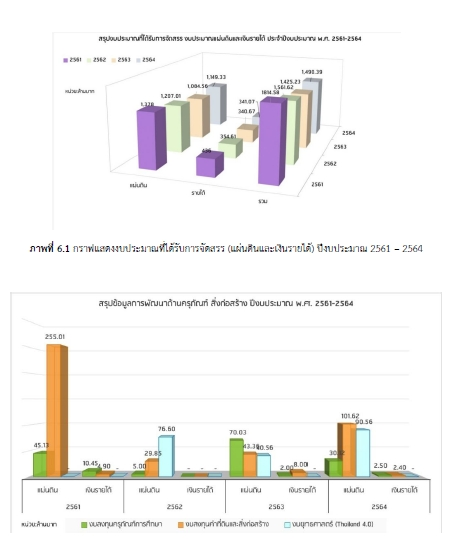 สรุปงบประมาณที่ได้รับการจัดสรร งบประมาณแผ่นดินและเงินรายได้ ประจำปีงบประมาณ พ.ศ. 2561-2564
2561 2562 2563 2564
หน่วย:ล้านบาท
1,378 1,207.01 1,084.56 1,149.33
436 354.61 340.67 341.07
1814.58 1,561.62 1,425.23 1,490.39
แผ่นดิน รายได้ รวม
2561 2562 2563 2564
ภาพที่ 6.1 กราฟแสดงงบประมาณที่ได้รับการจัดสรร (แผ่นดินและเงินรายได้) ปีงบประมาณ 2561 – 2564
สรุปข้อมูลการพัฒนาด้านครุภัณฑ์ สิ่งก่อสร้าง ปีงบประมาณ พ.ศ. 2561-2564
45.13 255.01 - 10.45 4.90 - 5.00 29.85 76.60 - - - 70.03 43.36 40.56 2.00 8.00 - 101.62 90.56 2.50 2.40 -
แผ่นดิน เงินรายได้ แผ่นดิน เงินรายได้ แผ่นดิน เงินรายได้ แผ่นดิน เงินรายได้
2561 2562 2563 2564
หน่วย:ล้านบาท งบลงทุนครุภัณฑ์การศึกษา งบลงทุนค่าที่ดินและสิ่งก่อสร้าง งบยุทธศาสตร์ (Thailand 4.0)